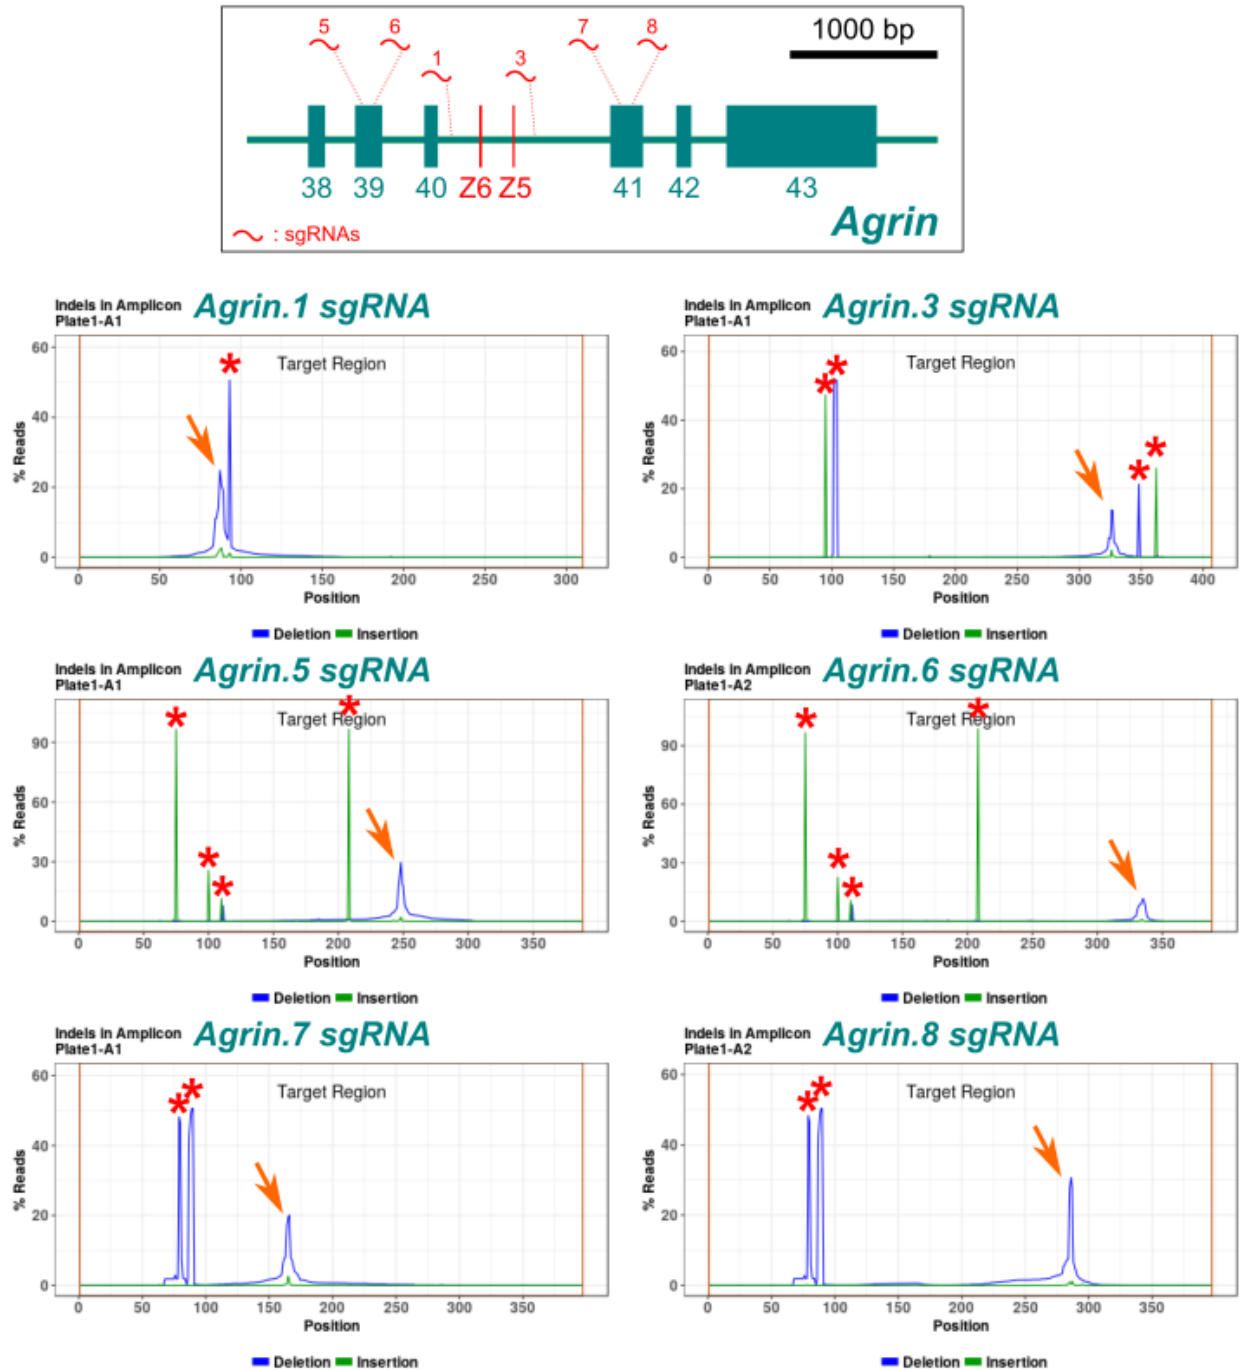 5 6 7 8 1000 bp
1 3
38 39 40 Z6 Z5 41 42 43
: sgRNAs
Agrin
Indels in Amplicon
Plate1-A1
Agrin.1 sgRNA
Target Region
% Reads
60
40
20
0
0 50 100 150 200 250 300
Position
Deletion Insertion
Indels in Amplicon
Plate1-A1
Agrin.3 sgRNA
Target Region
% Reads
60
40
20
0
0 50 100 150 200 250 300 350 400
Position
Deletion Insertion
Indels in Amplicon
Plate1-A1
Agrin.5 sgRNA
Target Region
% Reads
90
60
30
0
0 50 100 150 200 250 300 350
Position
Deletion Insertion
Indels in Amplicon
Plate1-A2
Agrin.6 sgRNA
Target Region
% Reads
90
60
30
0
0 50 100 150 200 250 300 350
Position
Deletion Insertion
Indels in Amplicon
Plate1-A1
Agrin.7 sgRNA
Target Region
% Reads
60
40
20
0
0 50 100 150 200 250 300 350
Position
Deletion Insertion
Indels in Amplicon
Plate1-A2
Agrin.8 sgRNA
Target Region
% Reads
60
40
20
0
0 50 100 150 200 250 300 350
Position
Deletion Insertion